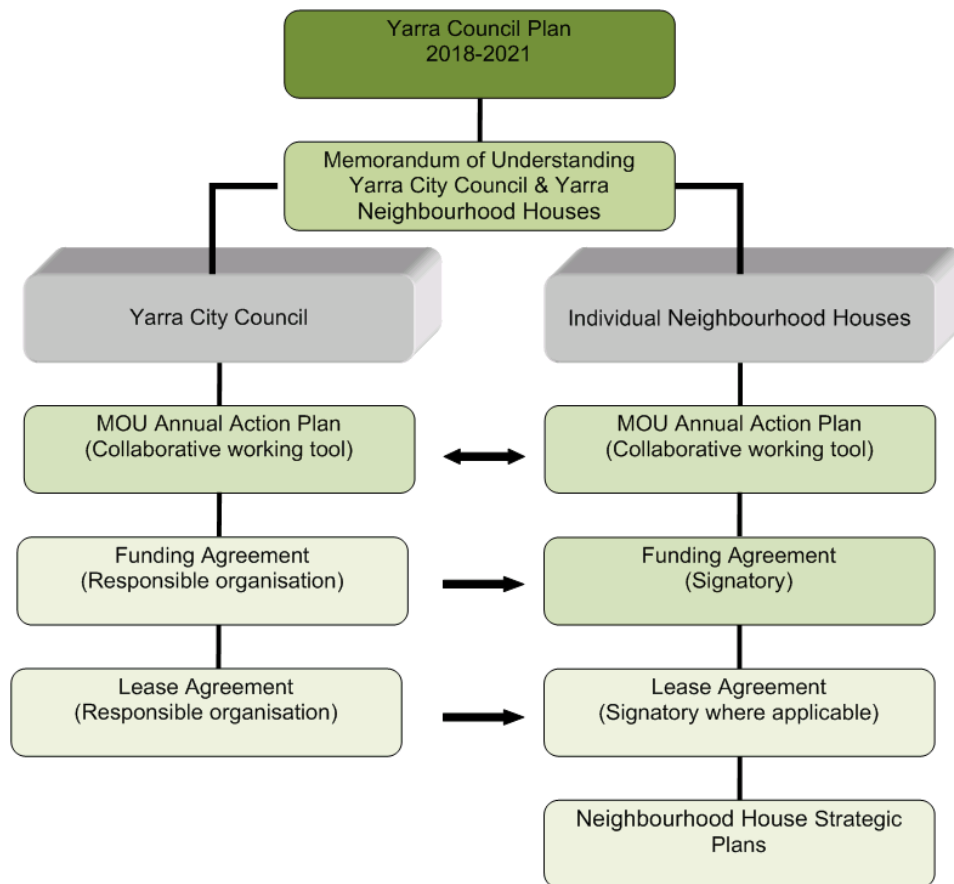 Yarra Council Plan
2018-2021
Memorandum of Understanding
Yarra City Council & Yarra
Neighbourhood Houses
Yarra City Council
Individual Neighbourhood Houses
MOU Annual Action Plan
(Collaborative working tool)
MOU Annual Action Plan
(Collaborative working tool)
Funding Agreement
(Responsible organisation)
Funding Agreement
(Signatory)
Lease Agreement
(Responsible organisation)
Lease Agreement
(Signatory where applicable)
Neighbourhood House Strategic
Plans